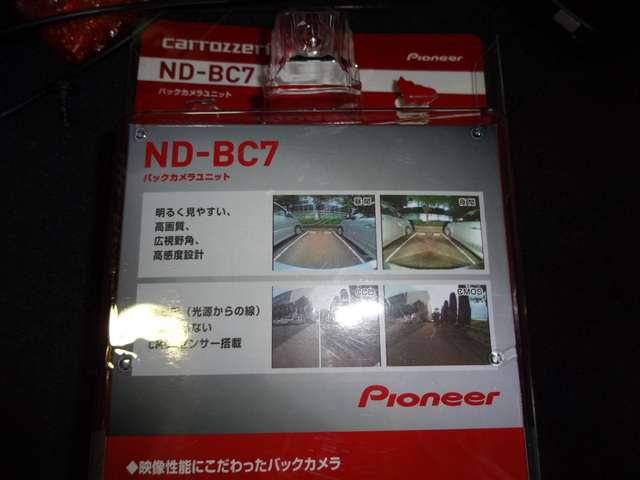 carrozzeri
Pioneer
ND-BC7
バックカメラユニット
ND-BC7
バックカメラユニット
明るく見やすい、
高画質、
広視野角、
高感度設計
昼間
夜間
(光源からの線)
ない
センサー搭載
CCD
CMOS
Pioneer
◆映像性能にこだわったバックカメラ